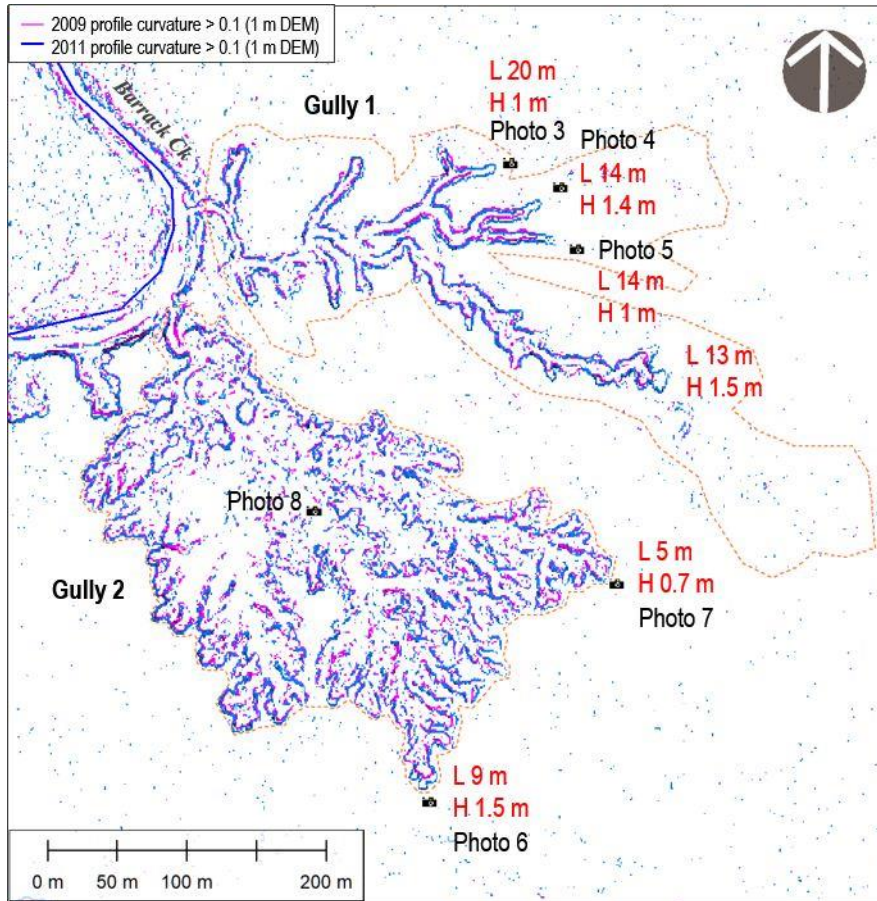 2009 profile curvature > 0.1 (1 m DEM)
2011 profile curvature > 0.1 (1 m DEM)
Barrack Ck
Gully 1
L 20 m
H 1 m
Photo 3
Photo 4
L 14 m
H 1.4 m
Photo 5
L 14 m
H 1 m
L 13 m
H 1.5 m
Photo 8
Gully 2
L 5 m
H 0.7 m
Photo 7
L 9 m
H 1.5 m
Photo 6
0 m 50 m 100 m 200 m